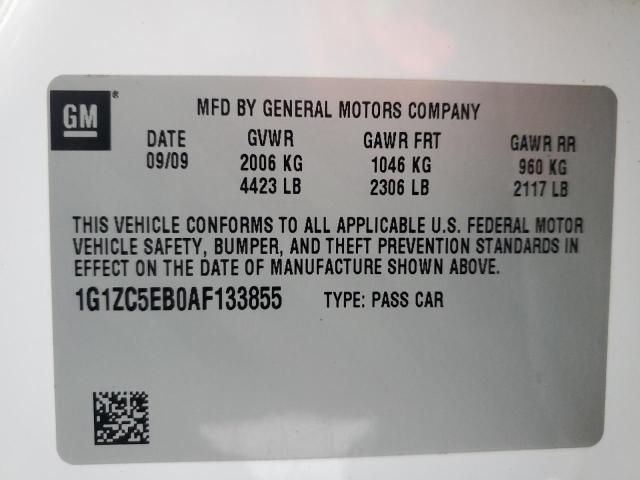 GM®
MFD BY GENERAL MOTORS COMPANY
DATE GVWR GAWR FRT GAWR RR
09/09 2006 KG 1046 KG 960 KG
4423 LB 2306 LB 2117 LB
THIS VEHICLE CONFORMS TO ALL APPLICABLE U.S. FEDERAL MOTOR
VEHICLE SAFETY, BUMPER, AND THEFT PREVENTION STANDARDS IN
EFFECT ON THE DATE OF MANUFACTURE SHOWN ABOVE.
1G1ZC5EB0AF133855 TYPE: PASS CAR